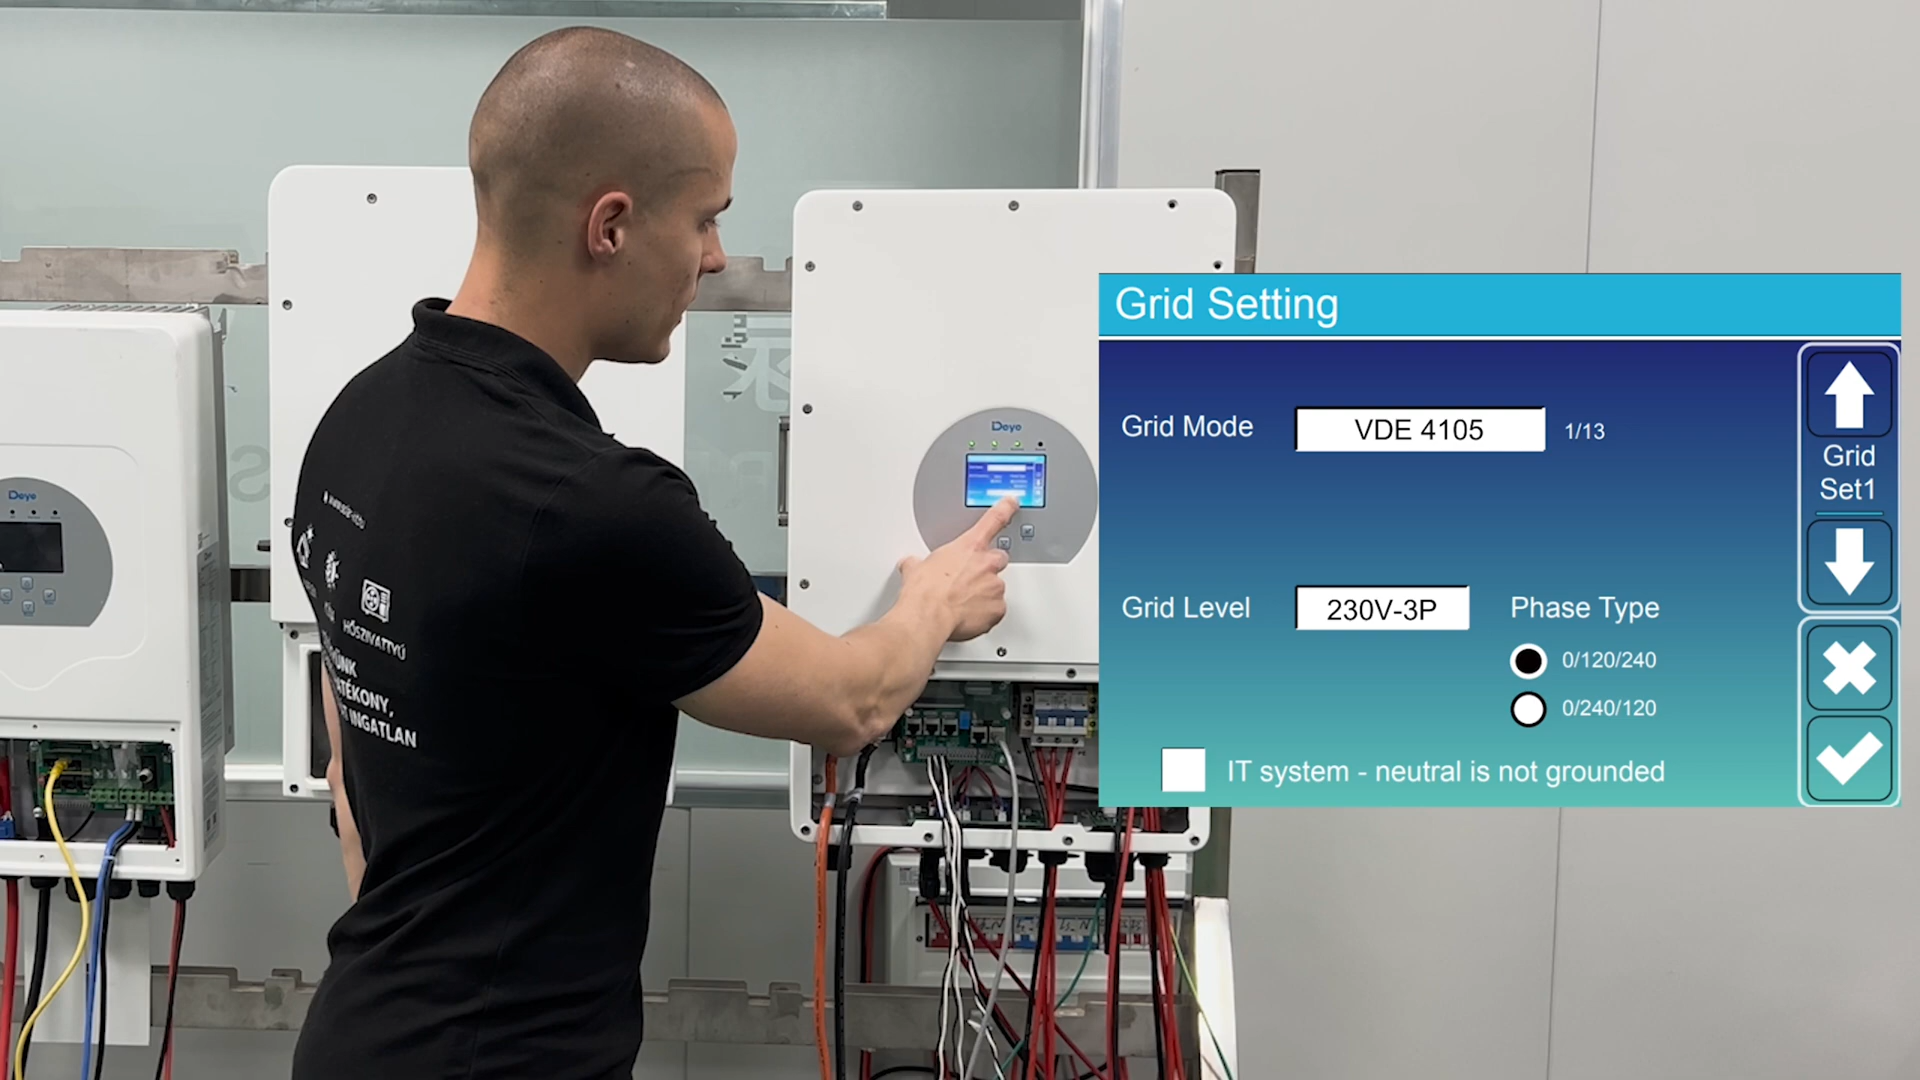 Deye
Deye
HŐSZIVATTYÚ
INGATLAN
Grid Setting
Grid Mode
VDE 4105
1/13
Grid
Set1
Grid Level
230V-3P
Phase Type
0/120/240
0/240/120
IT system - neutral is not grounded